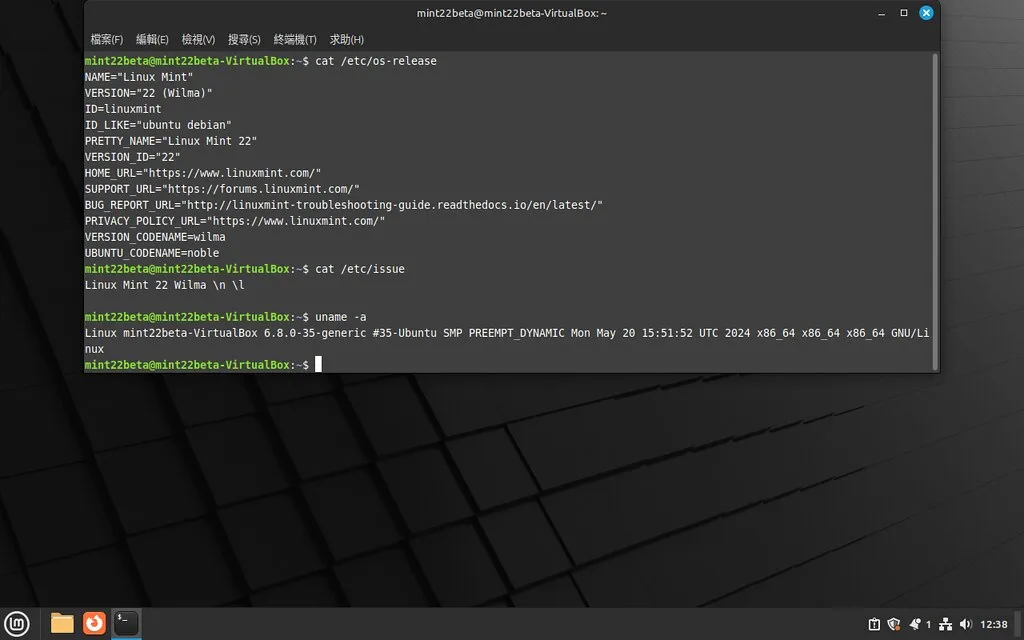 mint22beta@mint22beta-VirtualBox: ~
檔案(F) 編輯(E) 檢視(V) 搜尋(S) 終端機(T) 求助(H)
mint22beta@mint22beta-VirtualBox:~$ cat /etc/os-release
NAME="Linux Mint"
VERSION="22 (Wilma)"
ID=linuxmint
ID_LIKE="ubuntu debian"
PRETTY_NAME="Linux Mint 22"
VERSION_ID="22"
HOME_URL="https://www.linuxmint.com/"
SUPPORT_URL="https://forums.linuxmint.com/"
BUG_REPORT_URL="http://linuxmint-troubleshooting-guide.readthedocs.io/en/latest/"
PRIVACY_POLICY_URL="https://www.linuxmint.com/"
VERSION_CODENAME=wilma
UBUNTU_CODENAME=noble
mint22beta@mint22beta-VirtualBox:~$ cat /etc/issue
Linux Mint 22 Wilma \n \l
mint22beta@mint22beta-VirtualBox:~$ uname -a
Linux mint22beta-VirtualBox 6.8.0-35-generic #35-Ubuntu SMP PREEMPT_DYNAMIC Mon May 20 15:51:52 UTC 2024 x86_64 x86_64 x86_64 GNU/Li
nux
mint22beta@mint22beta-VirtualBox:~$
1 12:38